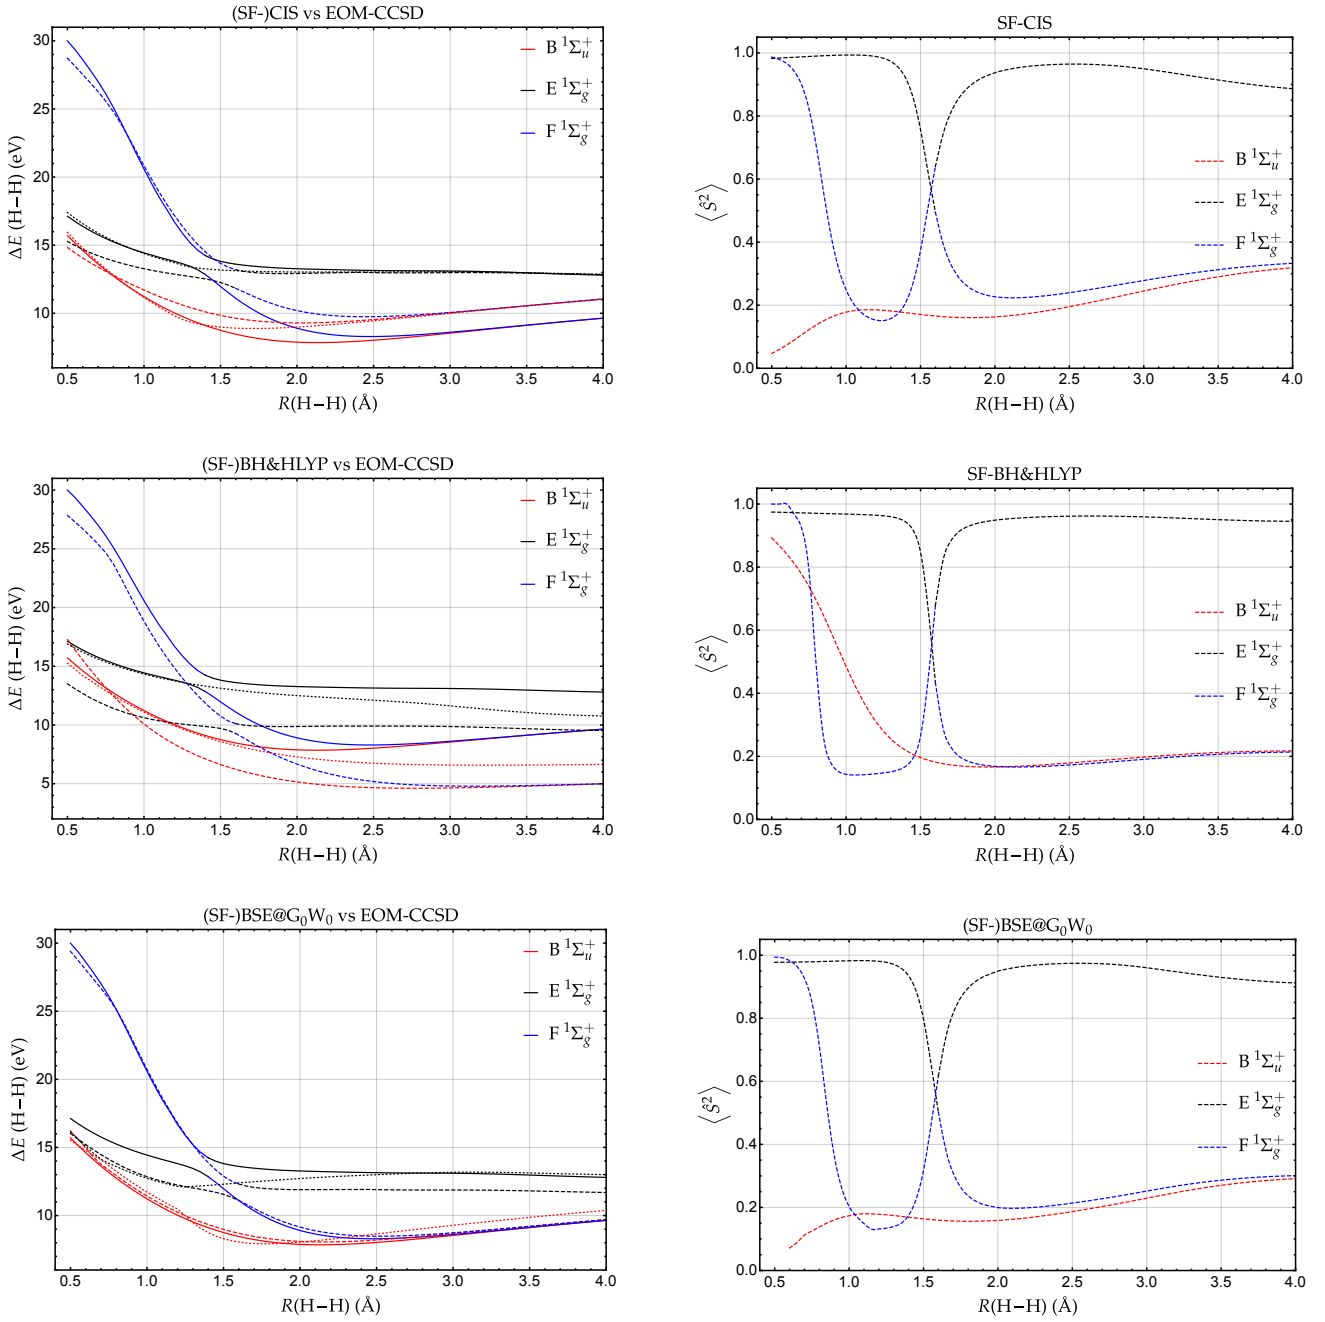 (SF-)CIS vs EOM-CCSD
30
25
20
15
10
0.5 1.0 1.5 2.0 2.5 3.0 3.5 4.0
ΔE (H−H) (eV)
R(H−H) (Å)
B ¹Σᵤ⁺
E ¹Σg⁺
F ¹Σg⁺
SF-CIS
1.0
0.8
0.6
0.4
0.2
0.0
0.5 1.0 1.5 2.0 2.5 3.0 3.5 4.0
⟨Ŝ²⟩
R(H−H) (Å)
B ¹Σᵤ⁺
E ¹Σg⁺
F ¹Σg⁺
(SF-)BH&HLYP vs EOM-CCSD
30
25
20
15
10
5
0.5 1.0 1.5 2.0 2.5 3.0 3.5 4.0
ΔE (H−H) (eV)
R(H−H) (Å)
B ¹Σᵤ⁺
E ¹Σg⁺
F ¹Σg⁺
SF-BH&HLYP
1.0
0.8
0.6
0.4
0.2
0.0
0.5 1.0 1.5 2.0 2.5 3.0 3.5 4.0
⟨Ŝ²⟩
R(H−H) (Å)
B ¹Σᵤ⁺
E ¹Σg⁺
F ¹Σg⁺
(SF-)BSE@G₀W₀ vs EOM-CCSD
30
25
20
15
10
0.5 1.0 1.5 2.0 2.5 3.0 3.5 4.0
ΔE (H−H) (eV)
R(H−H) (Å)
B ¹Σᵤ⁺
E ¹Σg⁺
F ¹Σg⁺
(SF-)BSE@G₀W₀
1.0
0.8
0.6
0.4
0.2
0.0
0.5 1.0 1.5 2.0 2.5 3.0 3.5 4.0
⟨Ŝ²⟩
R(H−H) (Å)
B ¹Σᵤ⁺
E ¹Σg⁺
F ¹Σg⁺